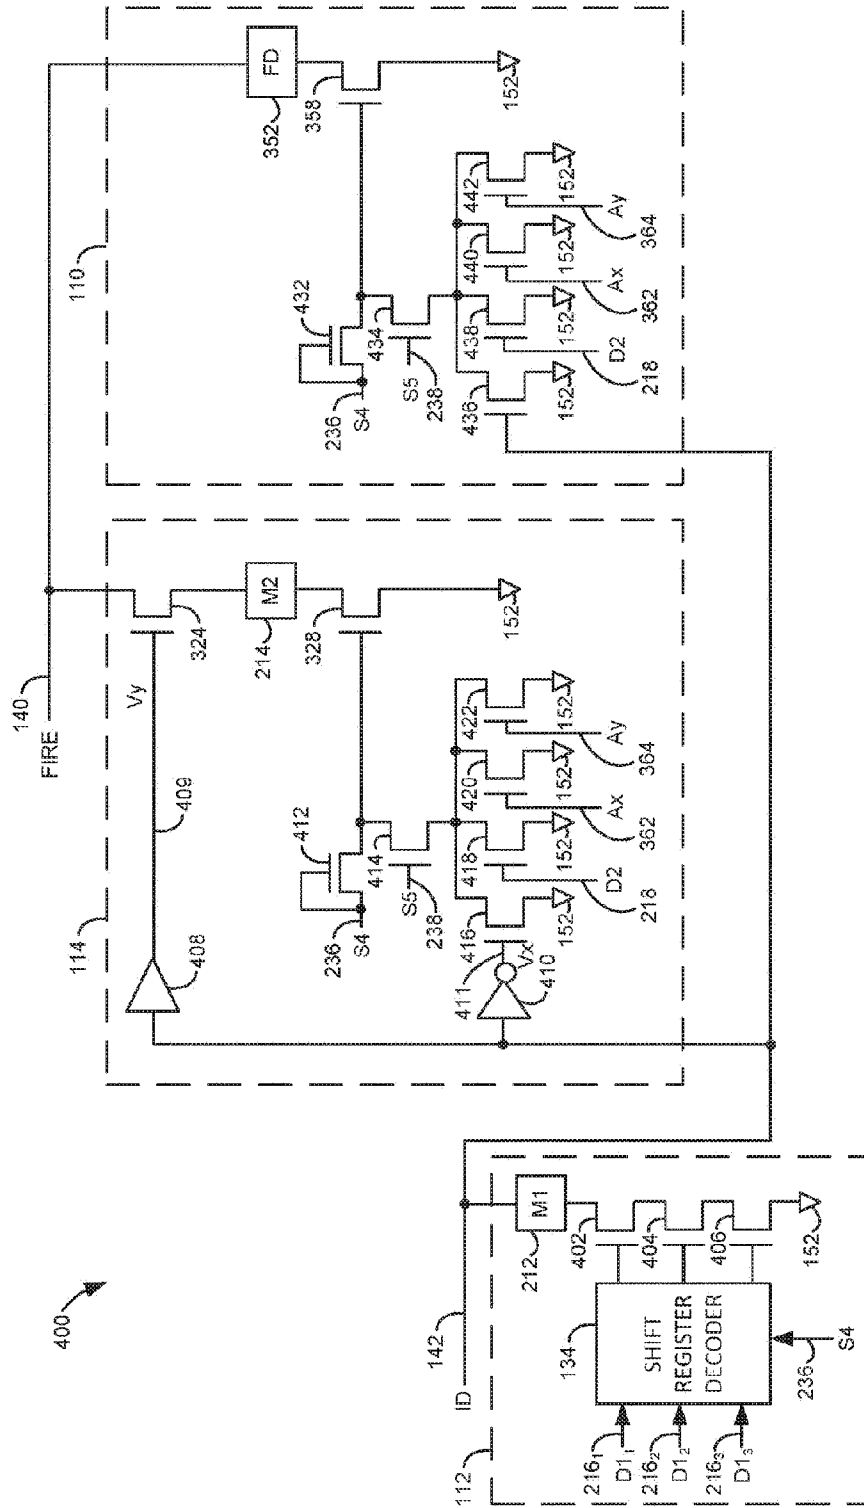 400
FIRE
140
114
110
408
409
Vy
324
214
M2
328
152
352
FD
358
152
236
S4
412
414
S5
238
416
418
420
422
411
Vx
410
152
152
152
152
D2
218
Ax
362
Ay
364
236
S4
432
434
S5
238
436
438
440
442
152
152
152
152
D2
218
Ax
362
Ay
364
112
ID
142
212
M1
402
404
406
152
134
SHIFT
REGISTER
DECODER
216₁
D1₁
216₂
D1₂
216₃
D1₃
236
S4